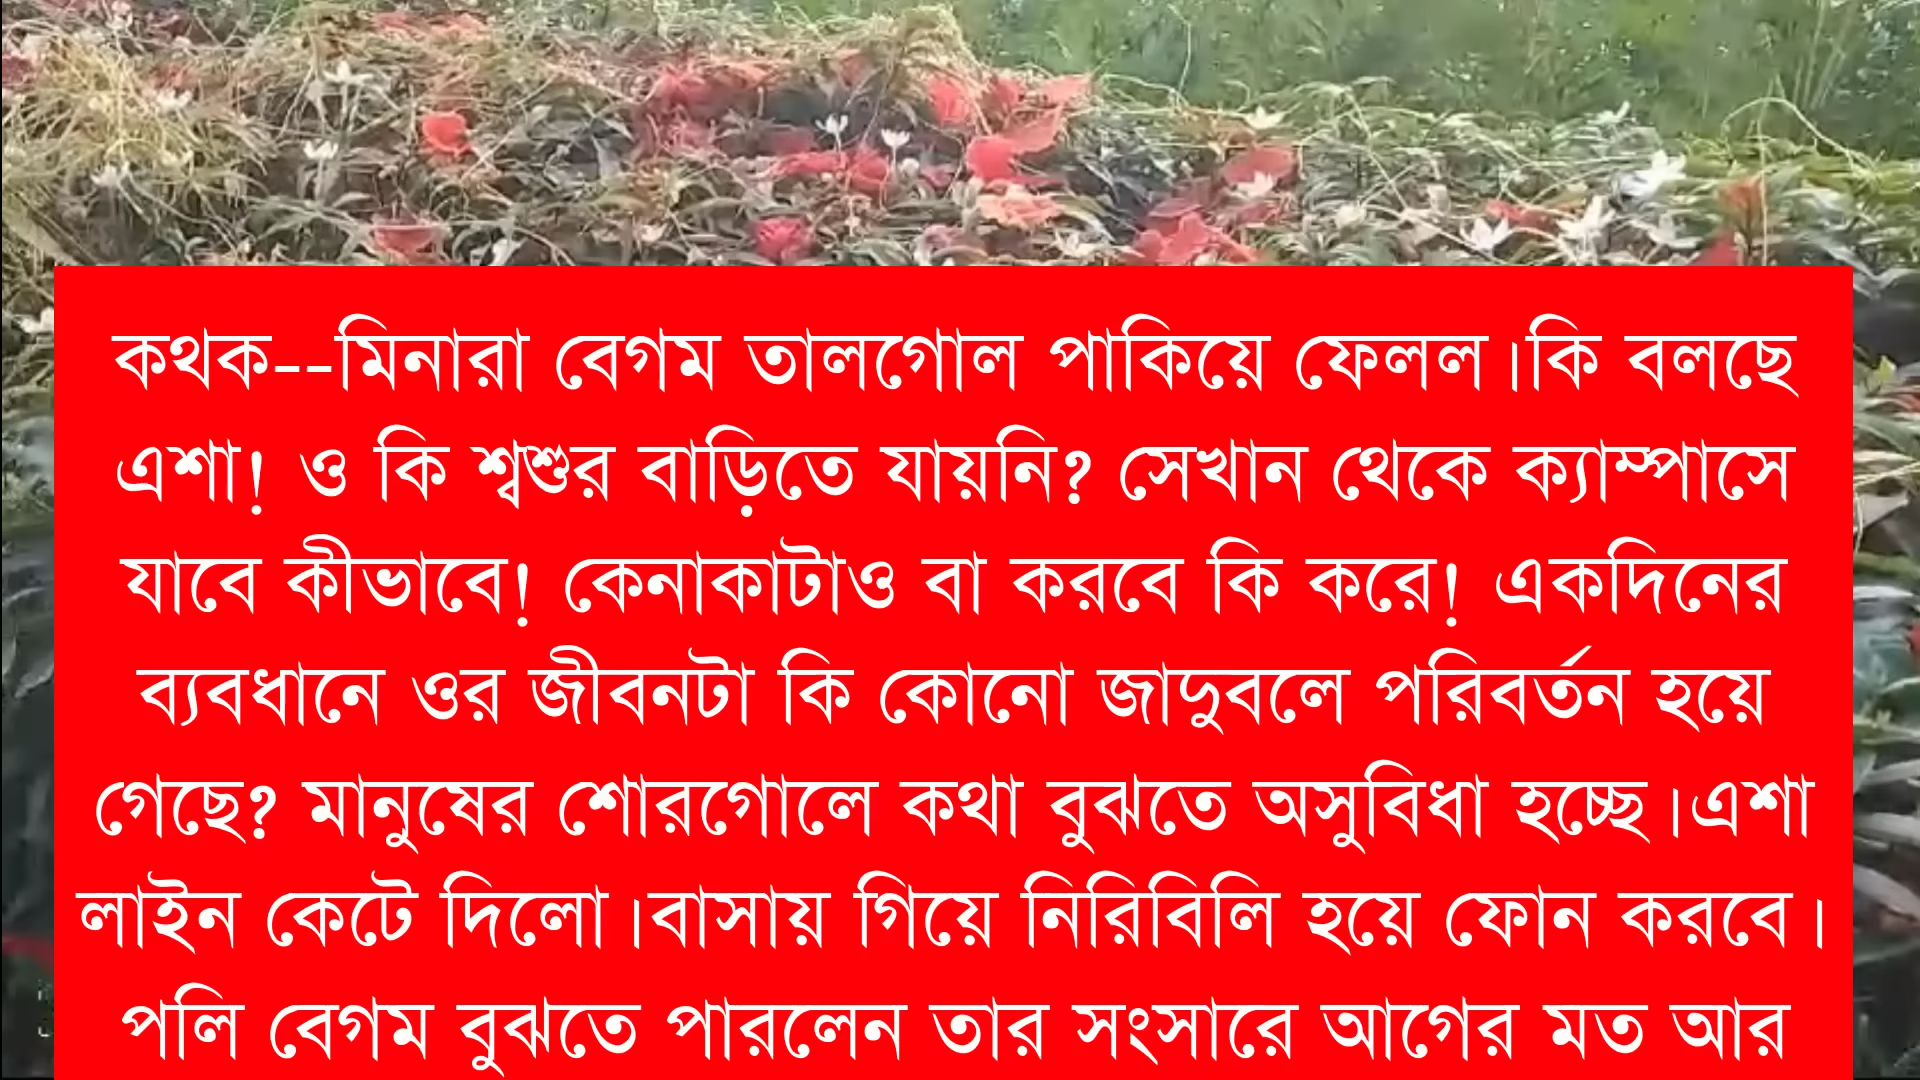 কথক--মিনারা বেগম তালগোল পাকিয়ে ফেলল।কি বলছে
এশা! ও কি শ্বশুর বাড়িতে যায়নি? সেখান থেকে ক্যাম্পাসে
যাবে কীভাবে! কেনাকাটাও বা করবে কি করে! একদিনের
ব্যবধানে ওর জীবনটা কি কোনো জাদুবলে পরিবর্তন হয়ে
গেছে? মানুষের শোরগোলে কথা বুঝতে অসুবিধা হচ্ছে।এশা
লাইন কেটে দিলো।বাসায় গিয়ে নিরিবিলি হয়ে ফোন করবে।
পলি বেগম বুঝতে পারলেন তার সংসারে আগের মত আর